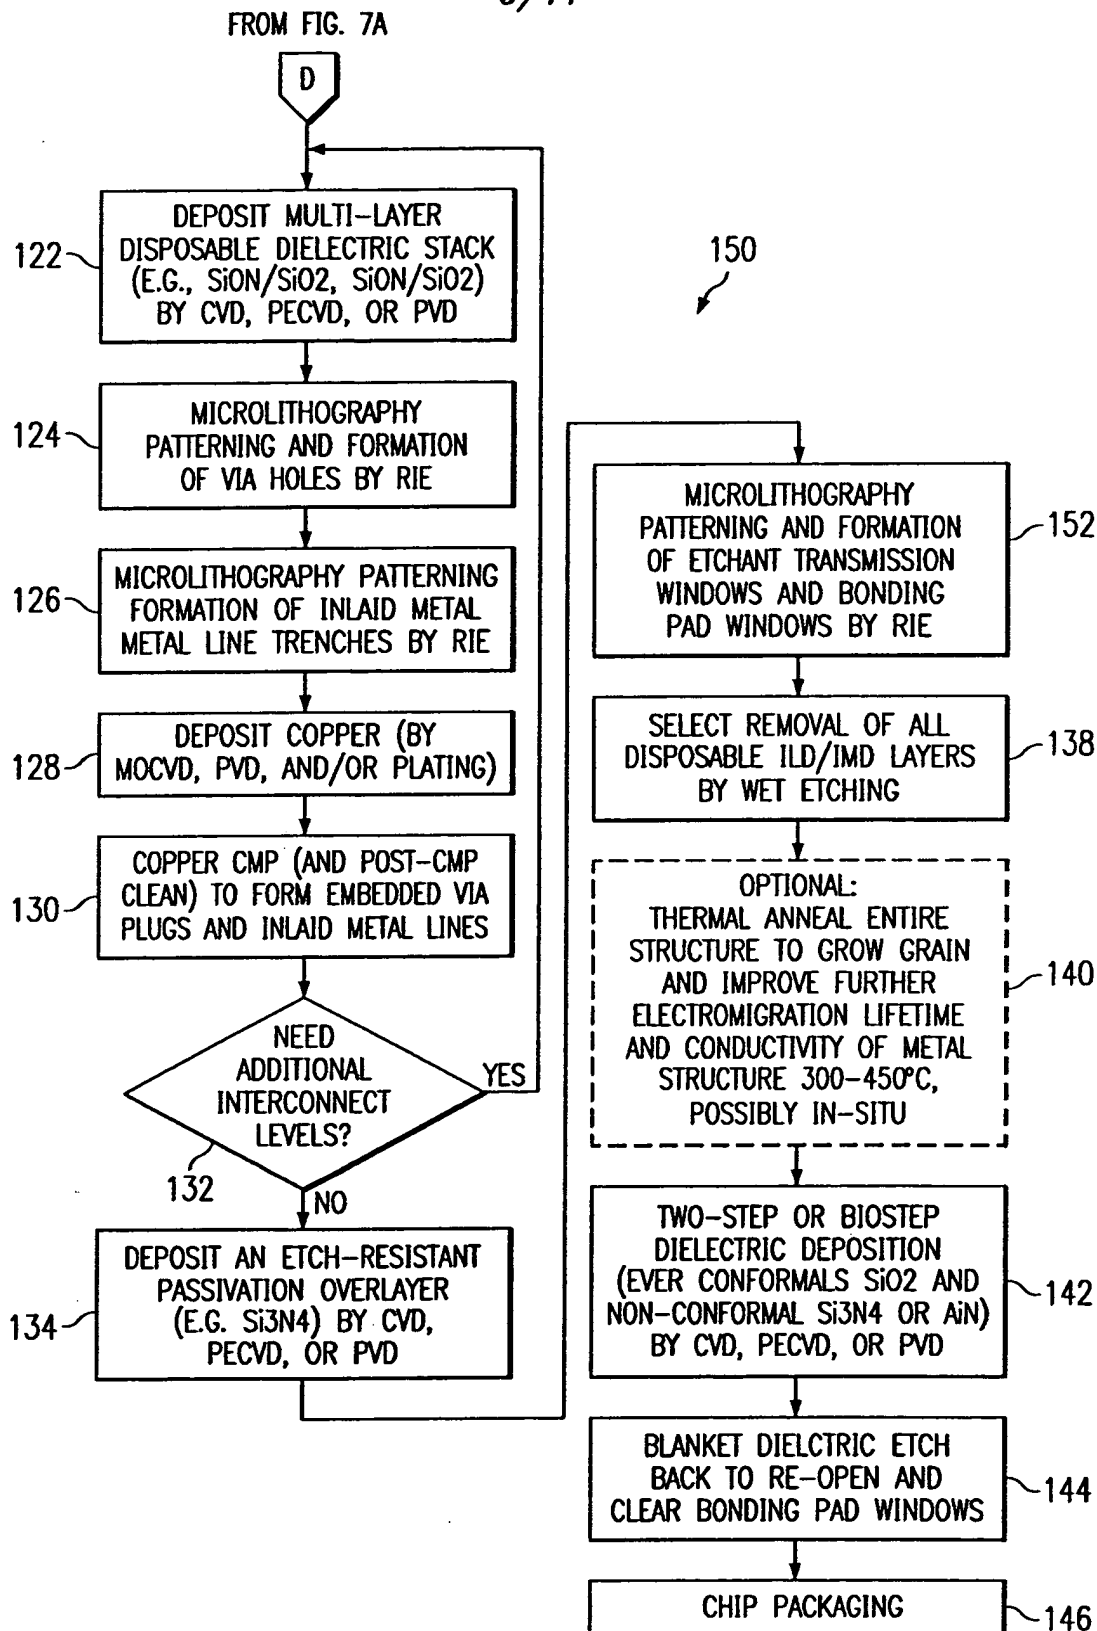 FROM FIG. 7A
D
122
DEPOSIT MULTI-LAYER
DISPOSABLE DIELECTRIC STACK
(E.G., SiON/SiO2, SiON/SiO2)
BY CVD, PECVD, OR PVD
124
MICROLITHOGRAPHY
PATTERNING AND FORMATION
OF VIA HOLES BY RIE
126
MICROLITHOGRAPHY PATTERNING
FORMATION OF INLAID METAL
METAL LINE TRENCHES BY RIE
128
DEPOSIT COPPER (BY
MOCVD, PVD, AND/OR PLATING)
130
COPPER CMP (AND POST-CMP
CLEAN) TO FORM EMBEDDED VIA
PLUGS AND INLAID METAL LINES
NEED
ADDITIONAL
INTERCONNECT
LEVELS?
YES
132
NO
134
DEPOSIT AN ETCH-RESISTANT
PASSIVATION OVERLAYER
(E.G. Si3N4) BY CVD,
PECVD, OR PVD
150
MICROLITHOGRAPHY
PATTERNING AND FORMATION
OF ETCHANT TRANSMISSION
WINDOWS AND BONDING
PAD WINDOWS BY RIE
152
SELECT REMOVAL OF ALL
DISPOSABLE ILD/IMD LAYERS
BY WET ETCHING
138
OPTIONAL:
THERMAL ANNEAL ENTIRE
STRUCTURE TO GROW GRAIN
AND IMPROVE FURTHER
ELECTROMIGRATION LIFETIME
AND CONDUCTIVITY OF METAL
STRUCTURE 300-450°C,
POSSIBLY IN-SITU
140
TWO-STEP OR BIOSTEP
DIELECTRIC DEPOSITION
(EVER CONFORMALS SiO2 AND
NON-CONFORMAL Si3N4 OR AiN)
BY CVD, PECVD, OR PVD
142
BLANKET DIELCTRIC ETCH
BACK TO RE-OPEN AND
CLEAR BONDING PAD WINDOWS
144
CHIP PACKAGING
146